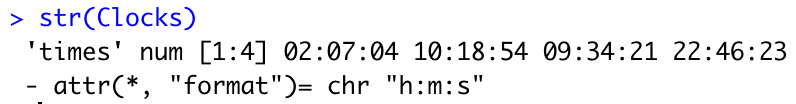 > str(Clocks)
'times' num [1:4] 02:07:04 10:18:54 09:34:21 22:46:23
- attr(*, "format")= chr "h:m:s"